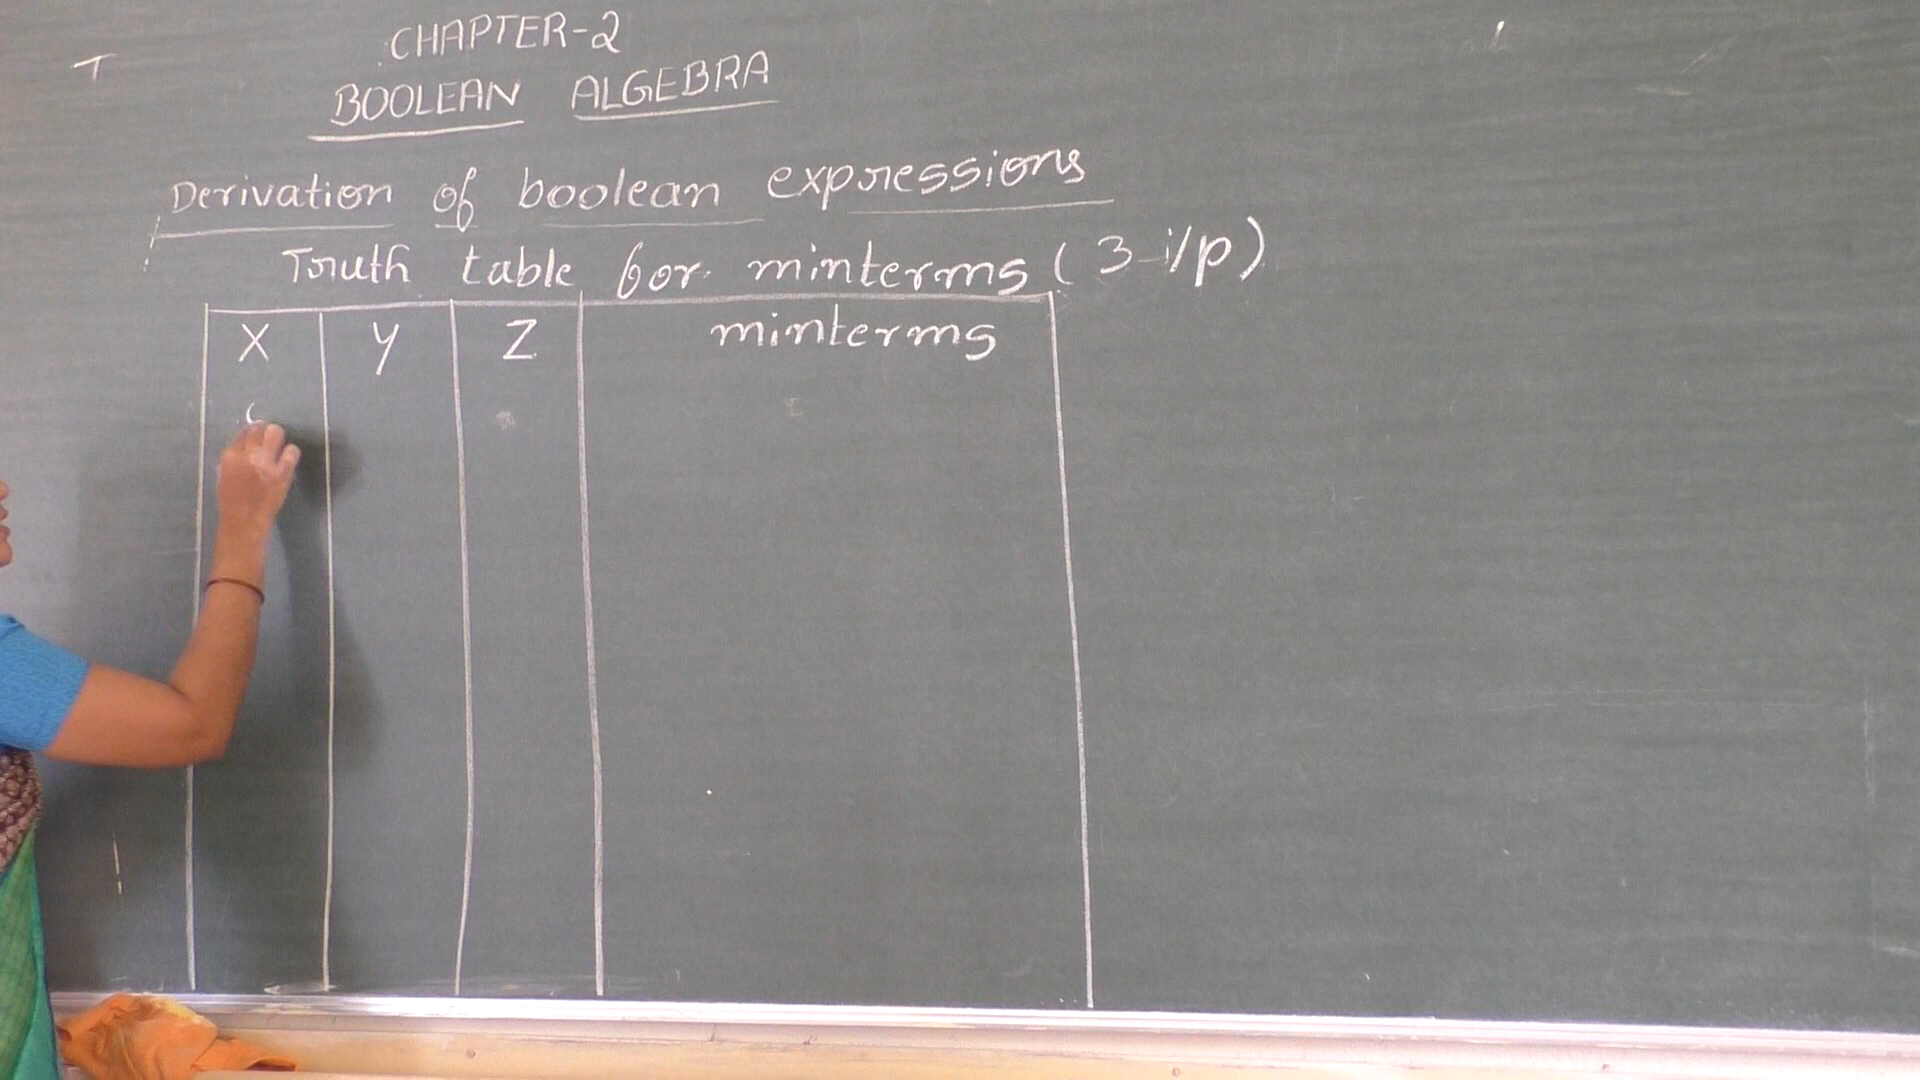 CHAPTER-2
BOOLEAN ALGEBRA
Derivation of boolean expressions
Truth table for minterms (3-i/p)
X Y Z minterms